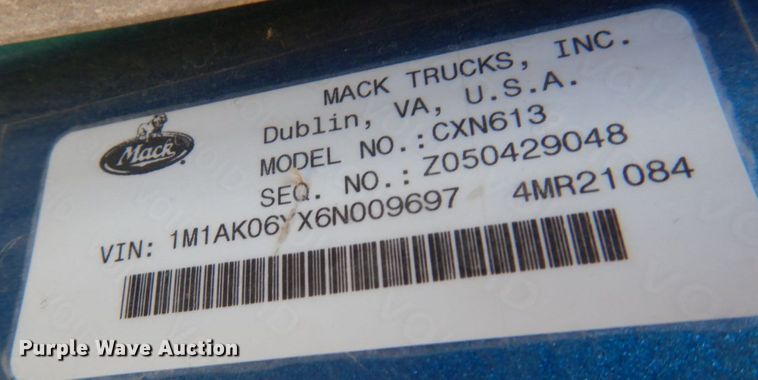 MACK TRUCKS, INC.
Dublin, VA, U.S.A.
MODEL NO.:CXN613
SEQ. NO.: Z050429048
Mack
VIN: 1M1AK06YX6N009697 4MR21084
Purple Wave Auction